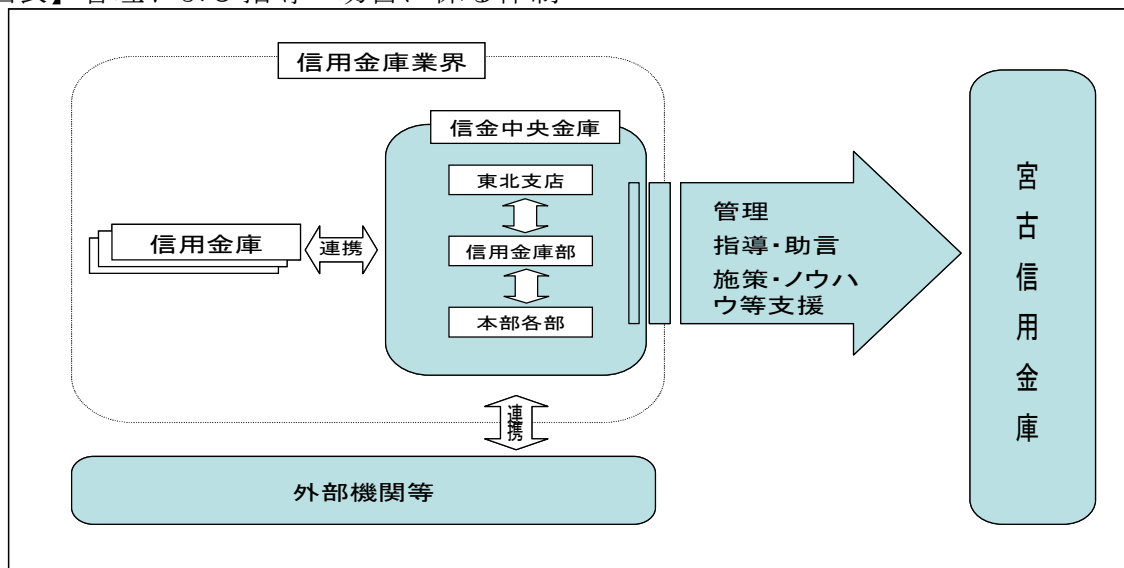 信用金庫業界
信金中央金庫
東北支店
信用金庫
連携
信用金庫部
本部各部
管理
指導・助言
施策・ノウハ
ウ等支援
宮古信用金庫
連携
外部機関等